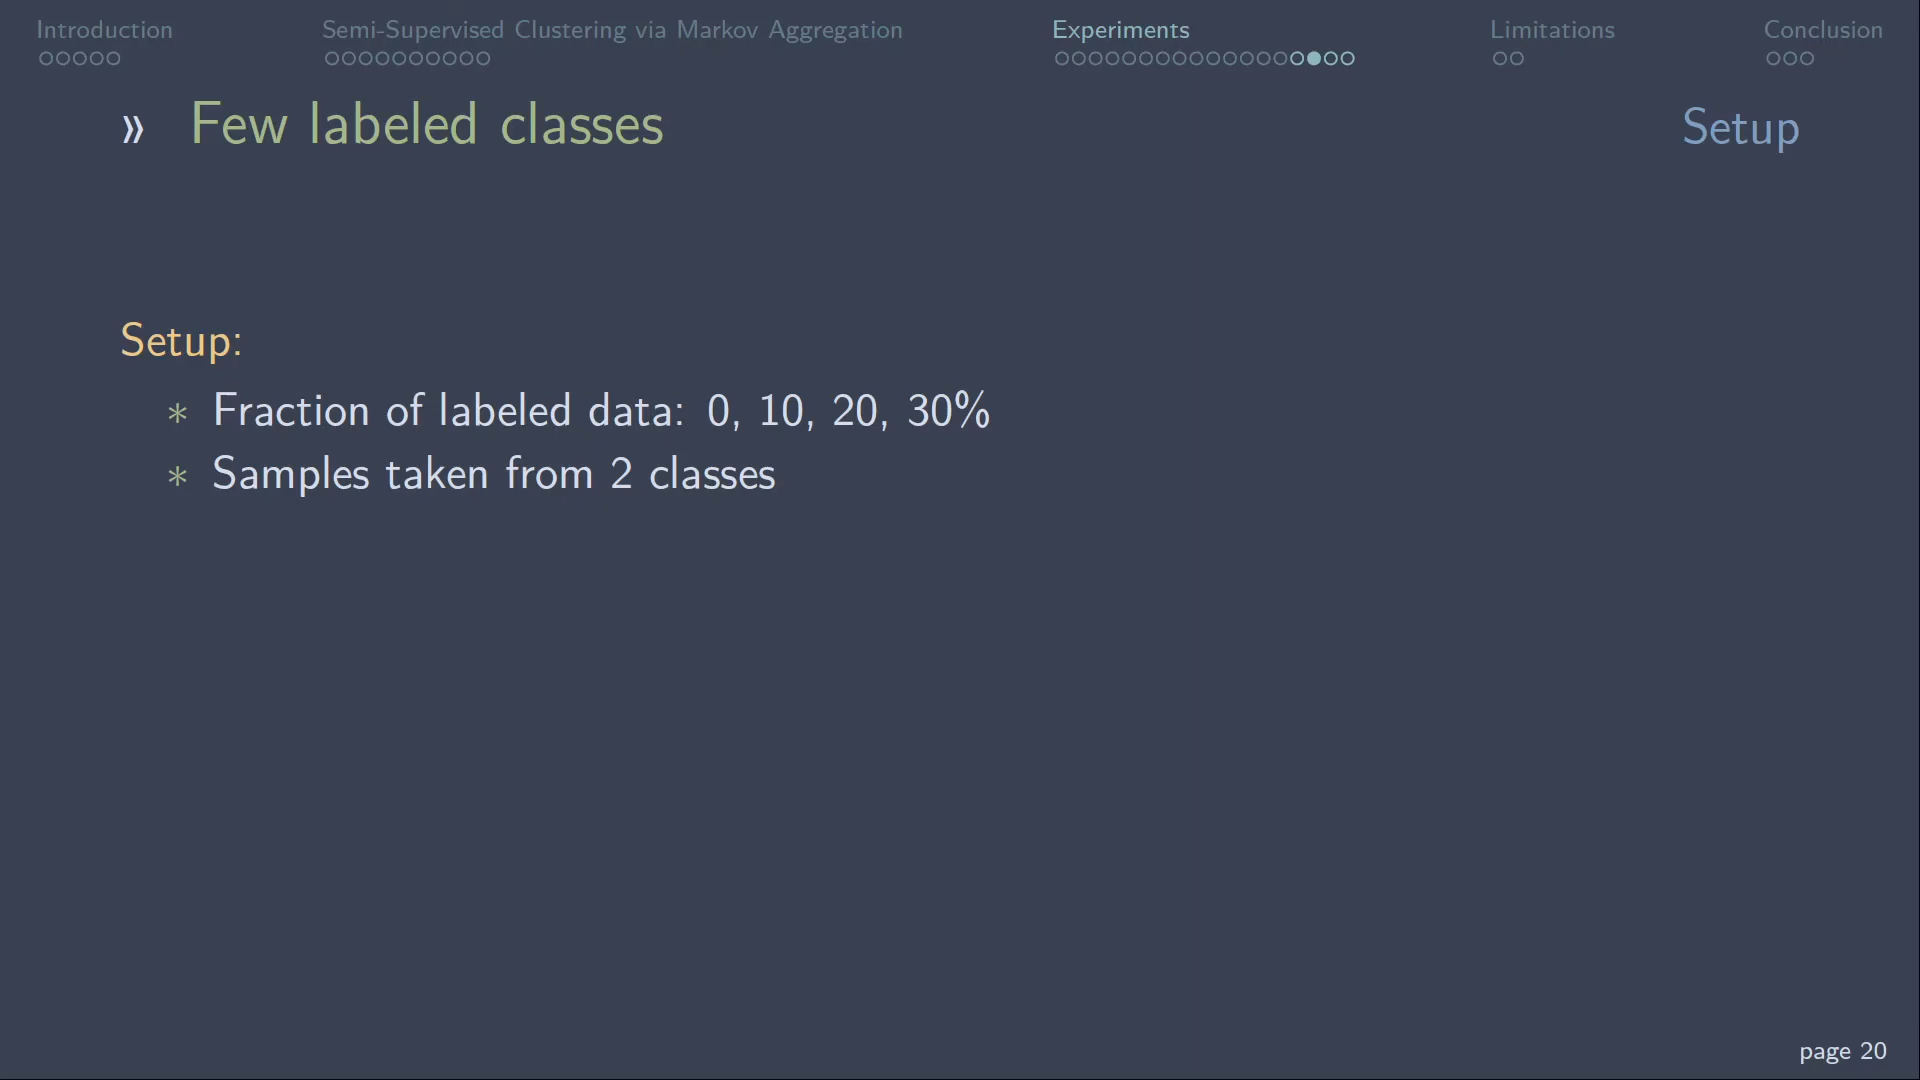 Introduction
Semi-Supervised Clustering via Markov Aggregation
Experiments
Limitations
Conclusion
» Few labeled classes
Setup
Setup:
* Fraction of labeled data: 0, 10, 20, 30%
* Samples taken from 2 classes
page 20